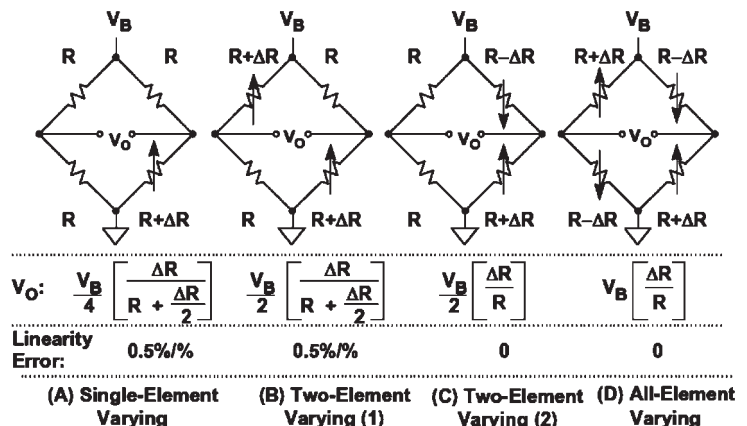 V_B V_B V_B V_B
R R R+ΔR R R R−ΔR R+ΔR R−ΔR
V_O V_O V_O V_O
R R+ΔR R R+ΔR R R+ΔR R−ΔR R+ΔR
V_O: V_B/4 [ΔR / (R + ΔR/2)] V_B/2 [ΔR / (R + ΔR/2)] V_B/2 [ΔR/R] V_B [ΔR/R]
Linearity
Error: 0.5%/% 0.5%/% 0 0
(A) Single-Element (B) Two-Element (C) Two-Element (D) All-Element
Varying Varying (1) Varying (2) Varying